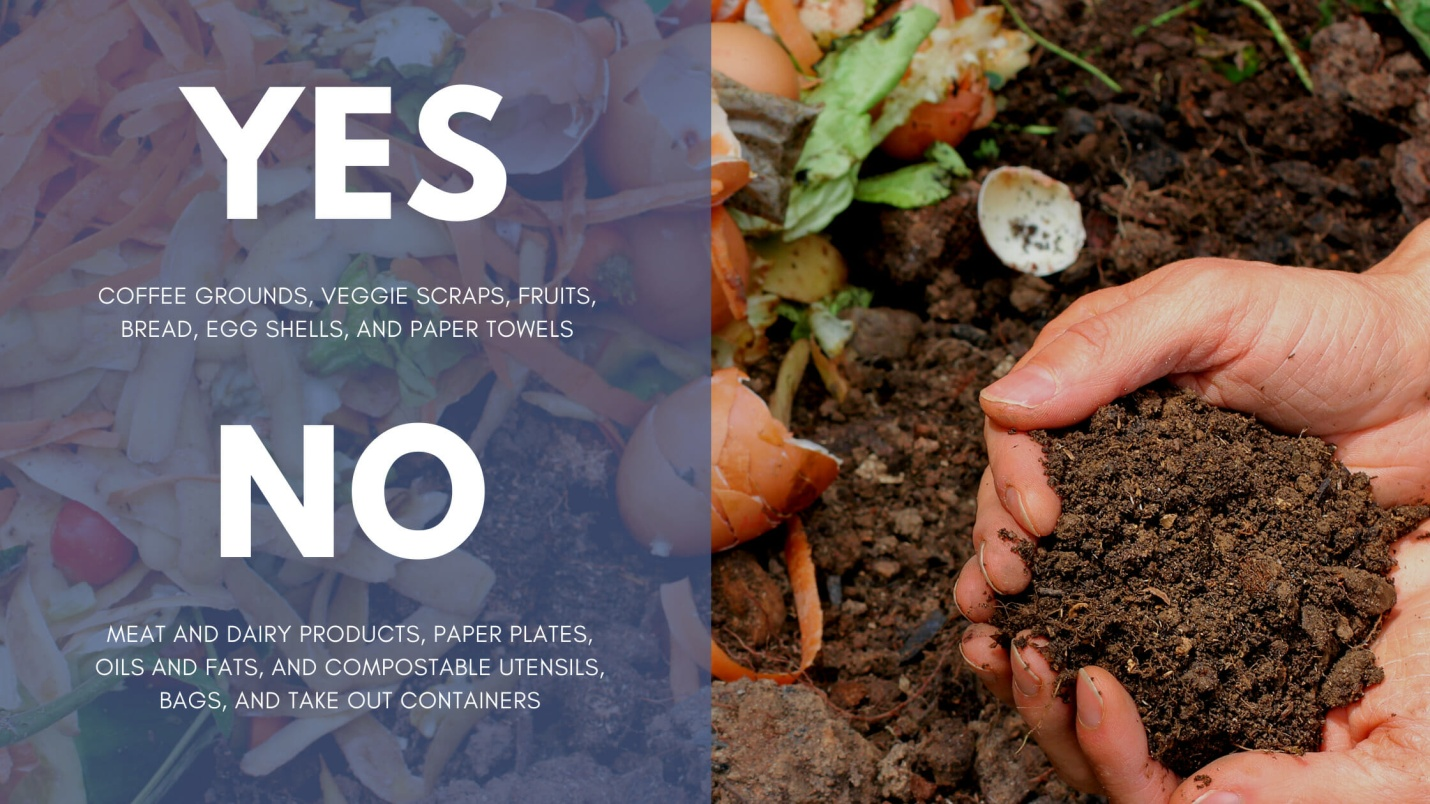 YES
COFFEE GROUNDS, VEGGIE SCRAPS, FRUITS,
BREAD, EGG SHELLS, AND PAPER TOWELS
NO
MEAT AND DAIRY PRODUCTS, PAPER PLATES,
OILS AND FATS, AND COMPOSTABLE UTENSILS,
BAGS, AND TAKE OUT CONTAINERS